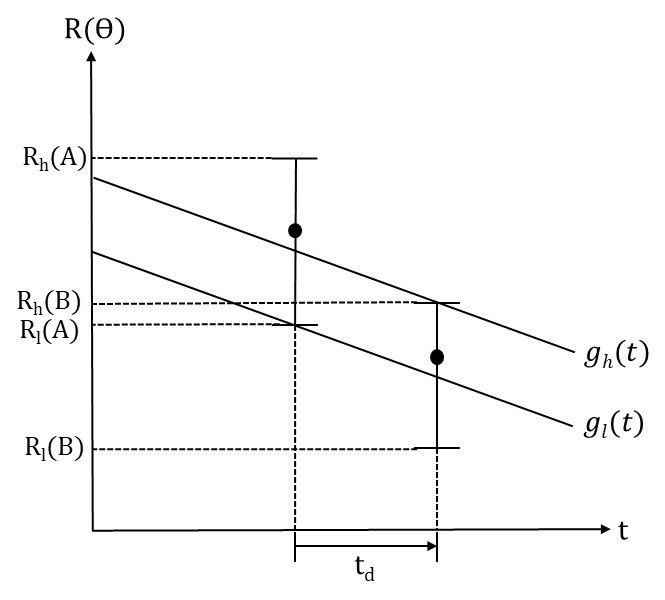 R(Θ)
Rh(A)
Rh(B)
Rl(A)
gh(t)
gl(t)
Rl(B)
t
td